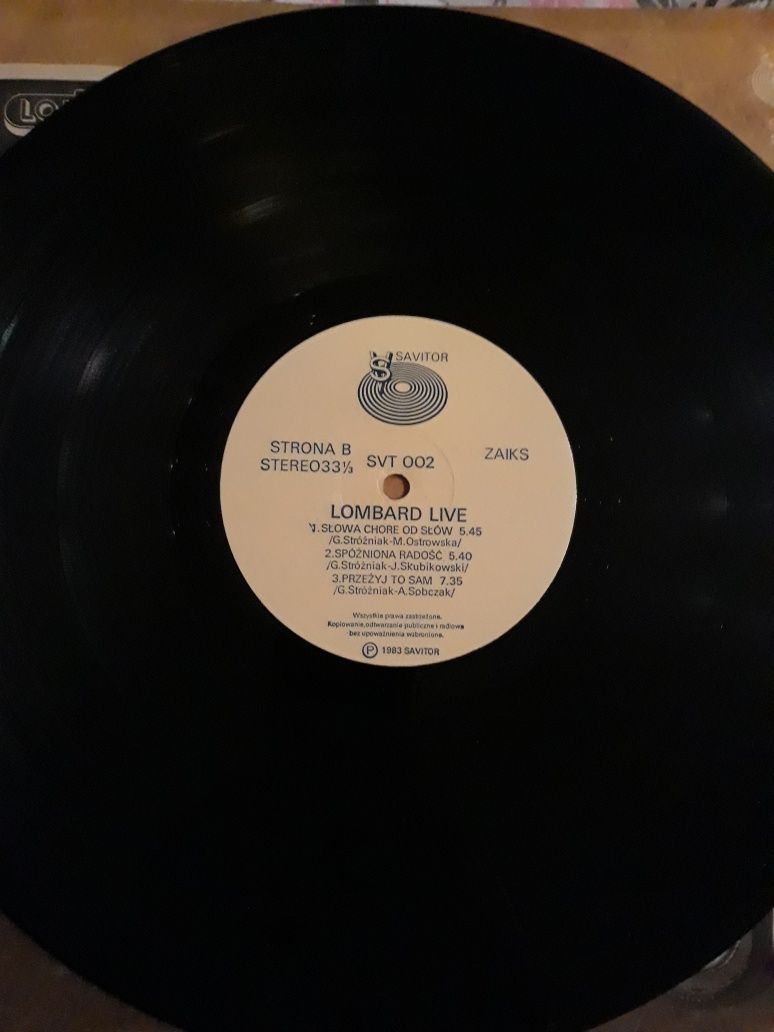 SAVITOR
STRONA B
STEREO33⅓
SVT 002
ZAIKS
LOMBARD LIVE
1.SŁOWA CHORE OD SŁÓW 5.45
/G.Stróżniak-M.Ostrowska/
2.SPÓŹNIONA RADOŚĆ 5.40
/G.Stróżniak-J.Skubikowski/
3.PRZEŻYJ TO SAM 7.35
/G.Stróżniak-A.Sobczak/
Wszystkie prawa zastrzeżone.
Kopiowanie,odtwarzanie publiczne i radiowe
bez upoważnienia wzbronione.
Ⓟ 1983 SAVITOR